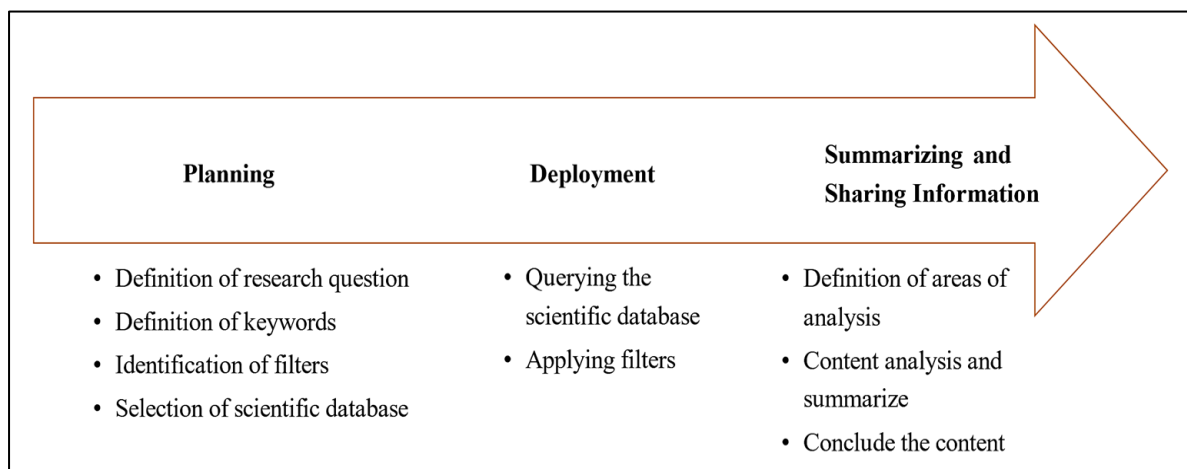 Planning
Deployment
Summarizing and
Sharing Information
• Definition of research question
• Definition of keywords
• Identification of filters
• Selection of scientific database
• Querying the
scientific database
• Applying filters
• Definition of areas of
analysis
• Content analysis and
summarize
• Conclude the content